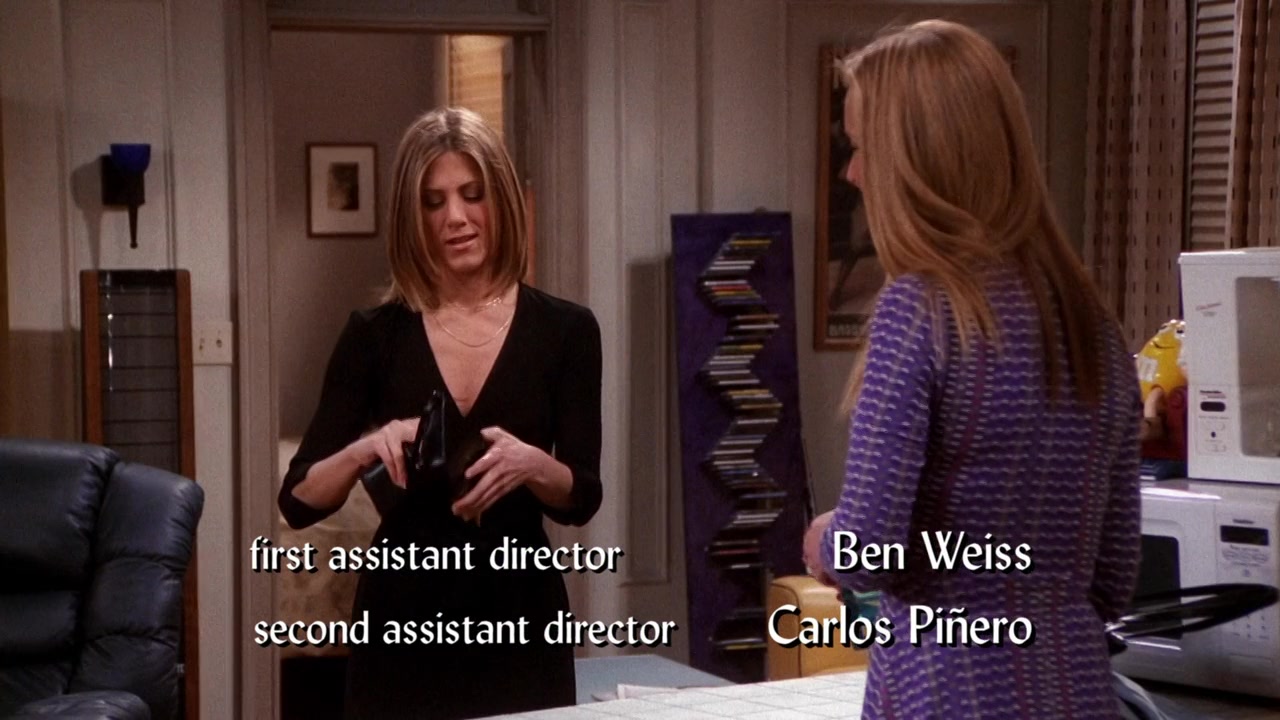 first assistant director Ben Weiss
second assistant director Carlos Piñero